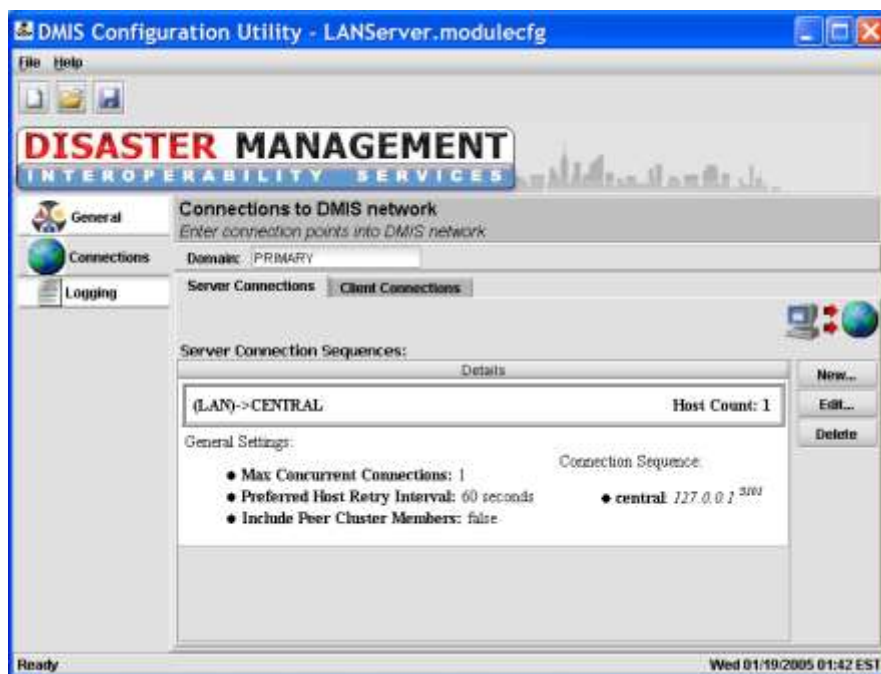 DMIS Configuration Utility - LANServer.modulecfg
File Help
DISASTER MANAGEMENT
INTEROPERABILITY SERVICES
General
Connections
Logging
Connections to DMIS network
Enter connection points into DMIS network
Domain: PRIMARY
Server Connections Client Connections
Server Connection Sequences:
Details
(LAN)->CENTRAL Host Count: 1
General Settings:
● Max Concurrent Connections: 1
● Preferred Host Retry Interval: 60 seconds
● Include Peer Cluster Members: false
Connection Sequence:
● central: 127.0.0.1
New...
Edit...
Delete
Ready Wed 01/19/2005 01:42 EST